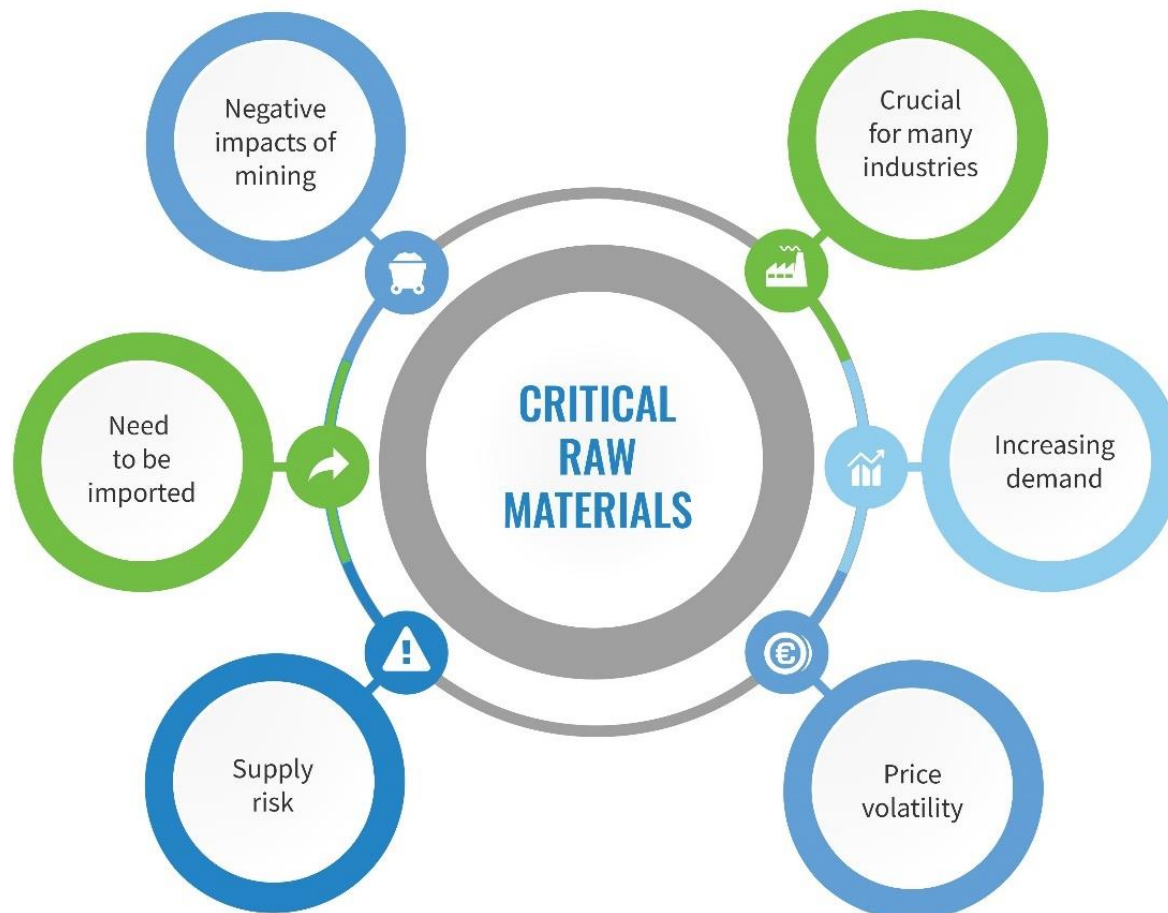 Negative
impacts of
mining
Crucial
for many
industries
Need
to be
imported
CRITICAL
RAW
MATERIALS
Increasing
demand
Supply
risk
Price
volatility
€